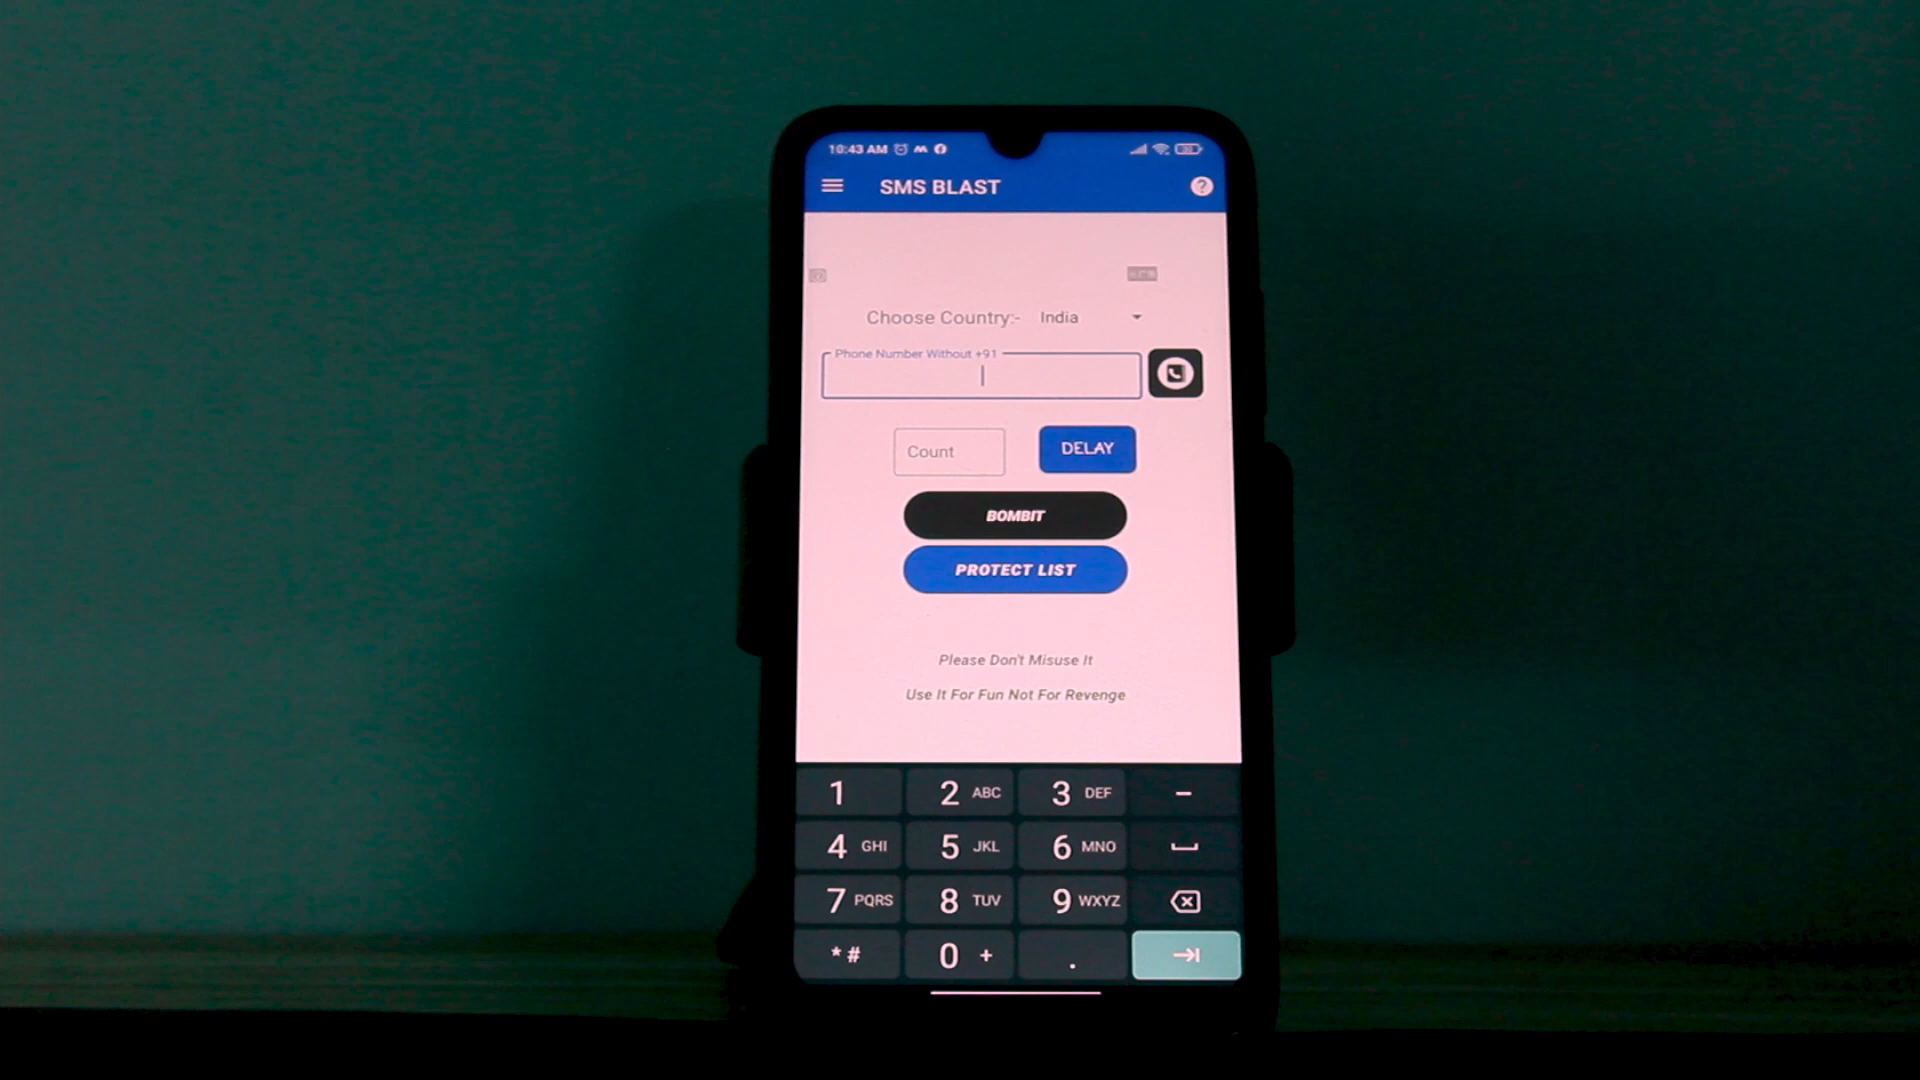 10:43 AM
SMS BLAST
Choose Country:- India
Phone Number Without +91
Count DELAY
BOMBIT
PROTECT LIST
Please Don't Misuse It
Use It For Fun Not For Revenge
1 2 ABC 3 DEF –
4 GHI 5 JKL 6 MNO
7 PQRS 8 TUV 9 WXYZ
* # 0 + .